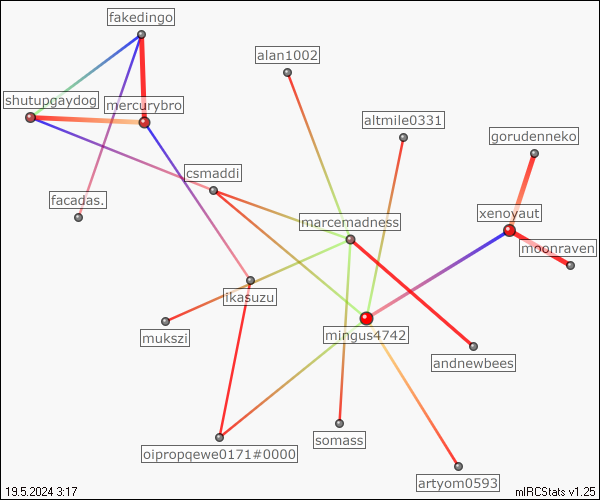 fakedingo
alan1002
shutupgaydog
mercurybro
altmile0331
gorudenneko
csmaddi
facadas.
marcemadness
xenoyaut
moonraven
ikasuzu
mukszi
mingus4742
andnewbees
somass
oipropqewe0171#0000
artyom0593
19.5.2024 3:17
mIRCStats v1.25